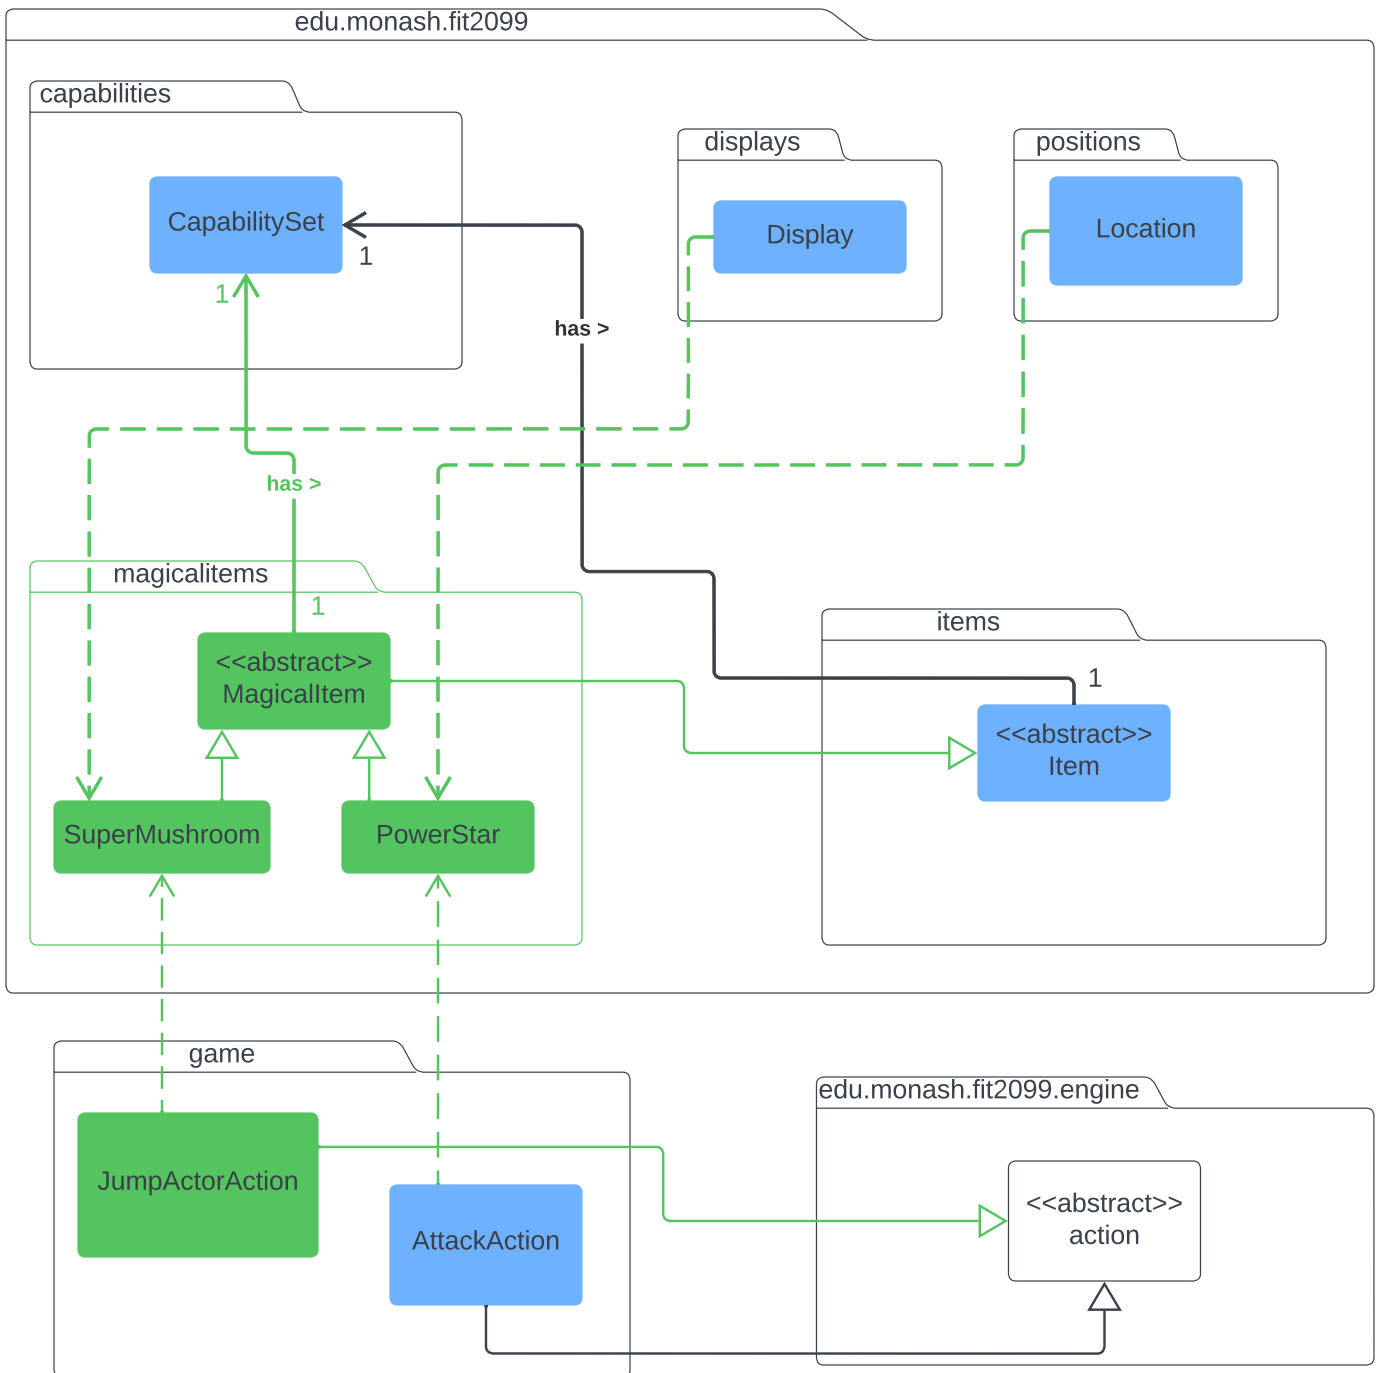 edu.monash.fit2099
capabilities
displays
positions
CapabilitySet
Display
Location
1
1
has >
has >
magicalitems
1
items
<<abstract>>
MagicalItem
1
<<abstract>>
Item
SuperMushroom
PowerStar
game
edu.monash.fit2099.engine
JumpActorAction
<<abstract>>
action
AttackAction